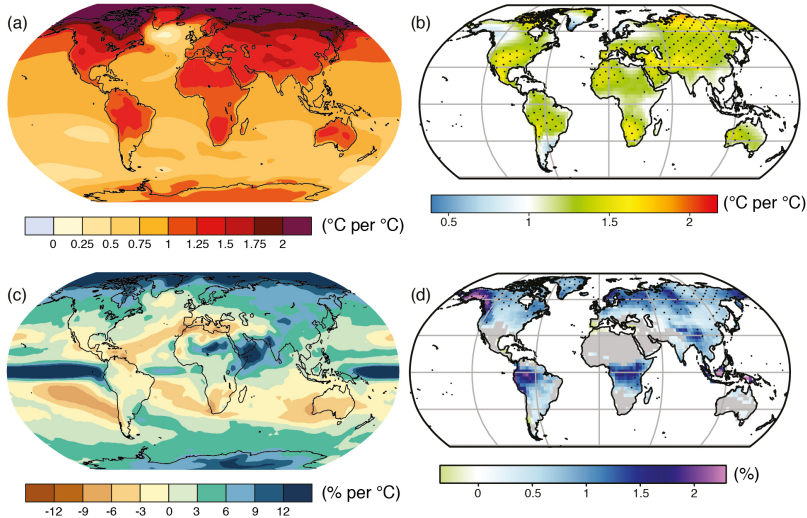 (a)
(b)
0 0.25 0.5 0.75 1 1.25 1.5 1.75 2
(°C per °C)
0.5 1 1.5 2
(°C per °C)
(c)
(d)
-12 -9 -6 -3 0 3 6 9 12
(% per °C)
0 0.5 1 1.5 2
(%)